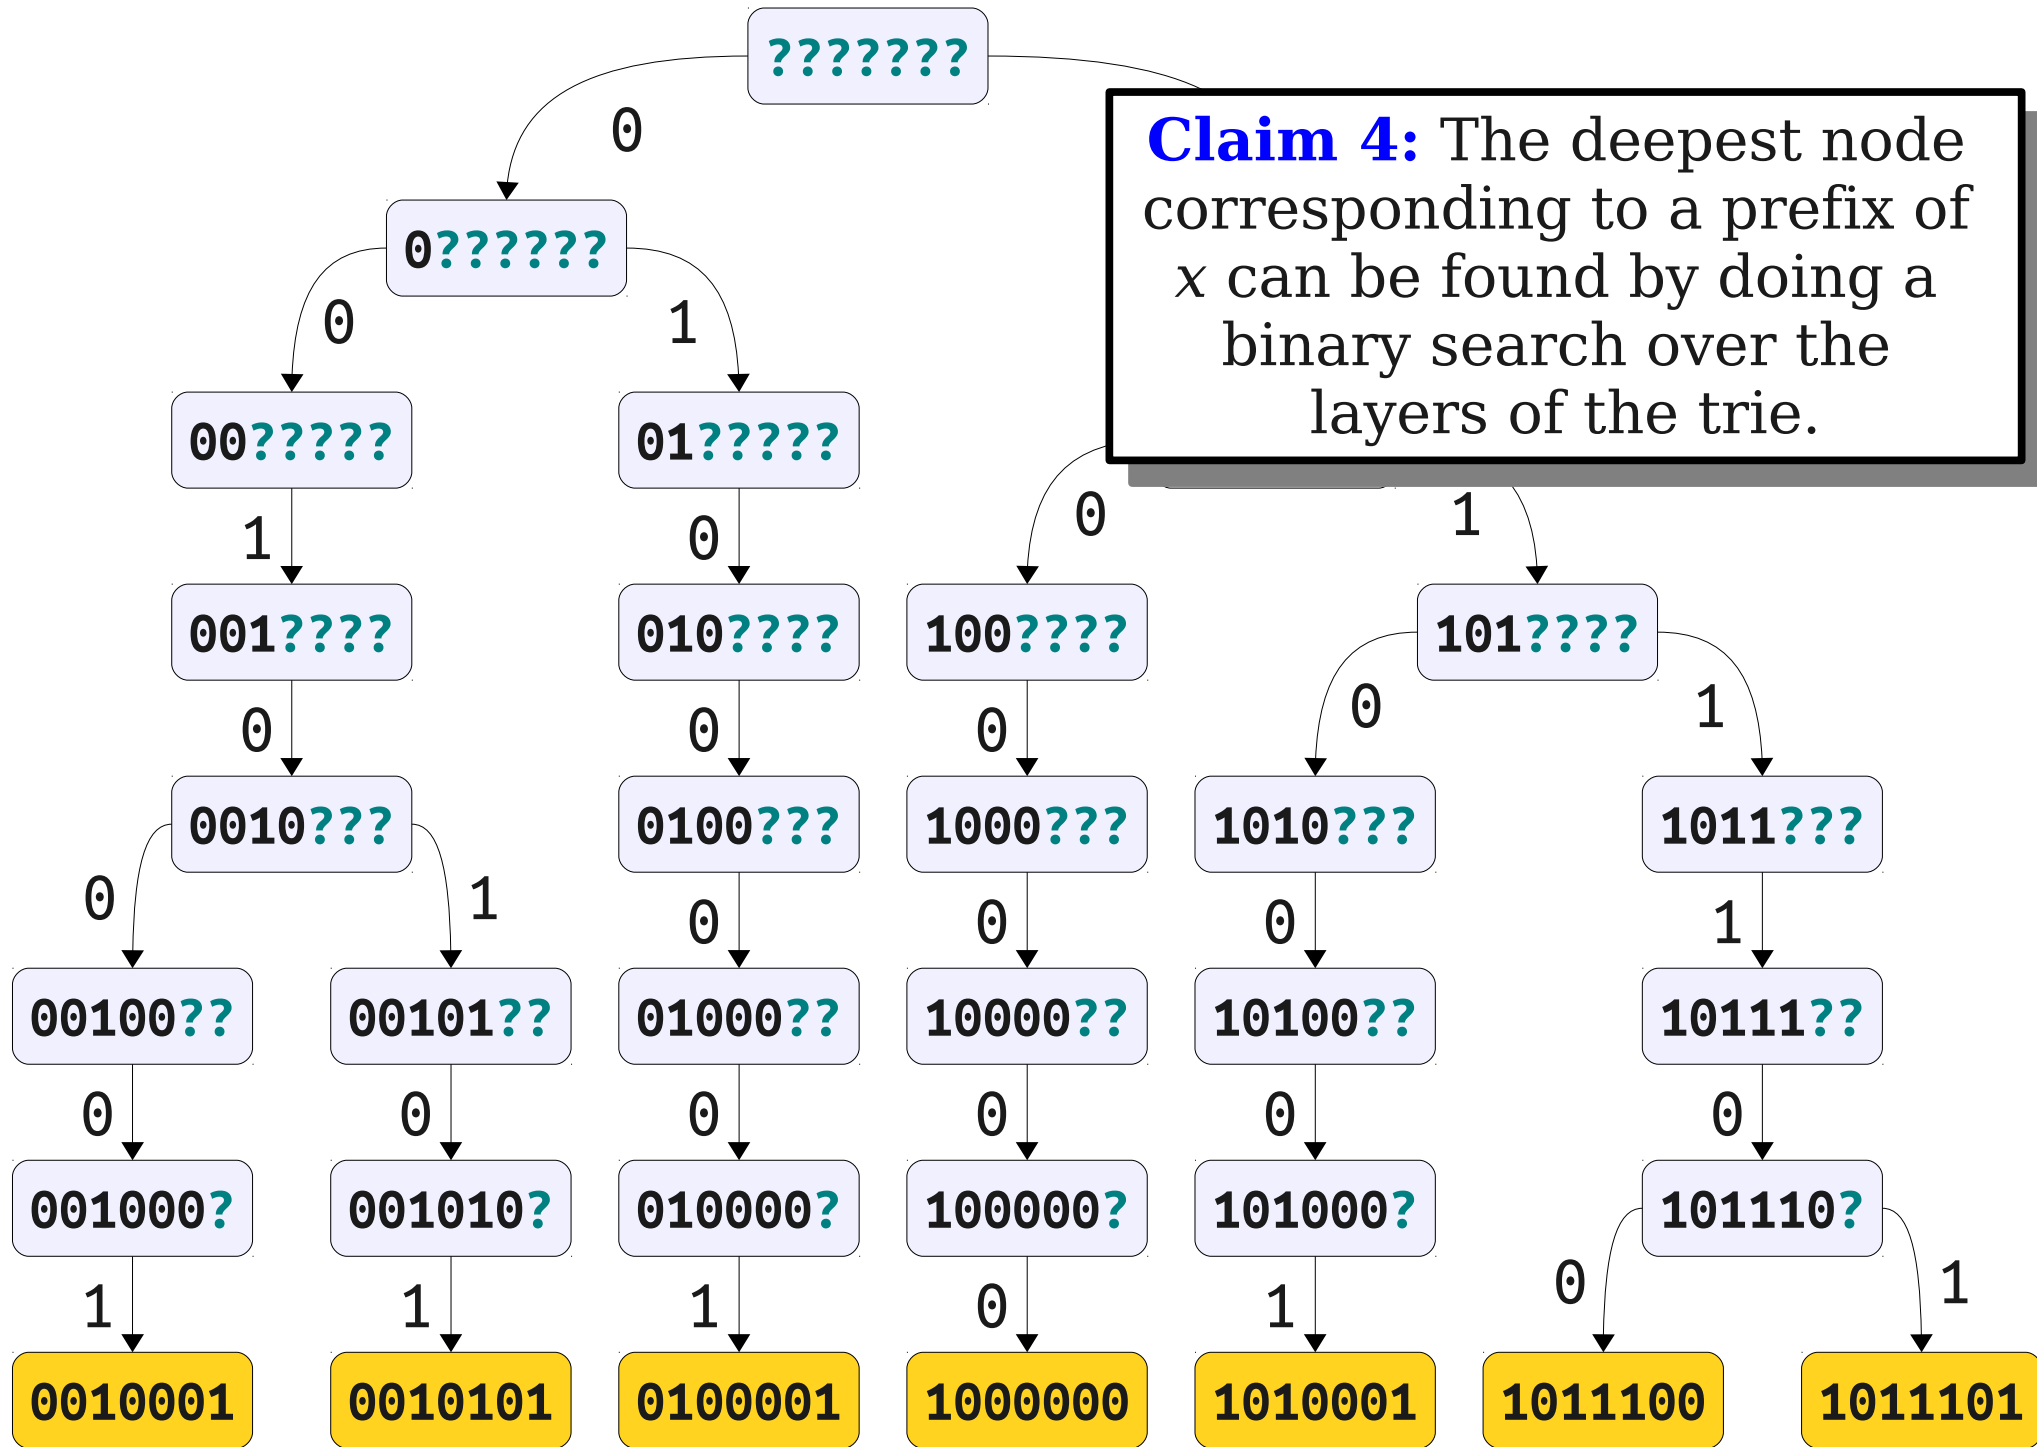 ???????
Claim 4: The deepest node
corresponding to a prefix of
x can be found by doing a
binary search over the
layers of the trie.
0
0??????
0 1
00????? 01?????
1 0 0 1
001???? 010???? 100???? 101????
0 0 0 0 1
0010??? 0100??? 1000??? 1010??? 1011???
0 1 0 0 0 1
00100?? 00101?? 01000?? 10000?? 10100?? 10111??
0 0 0 0 0 0
001000? 001010? 010000? 100000? 101000? 101110?
1 1 1 0 1 0 1
0010001 0010101 0100001 1000000 1010001 1011100 1011101